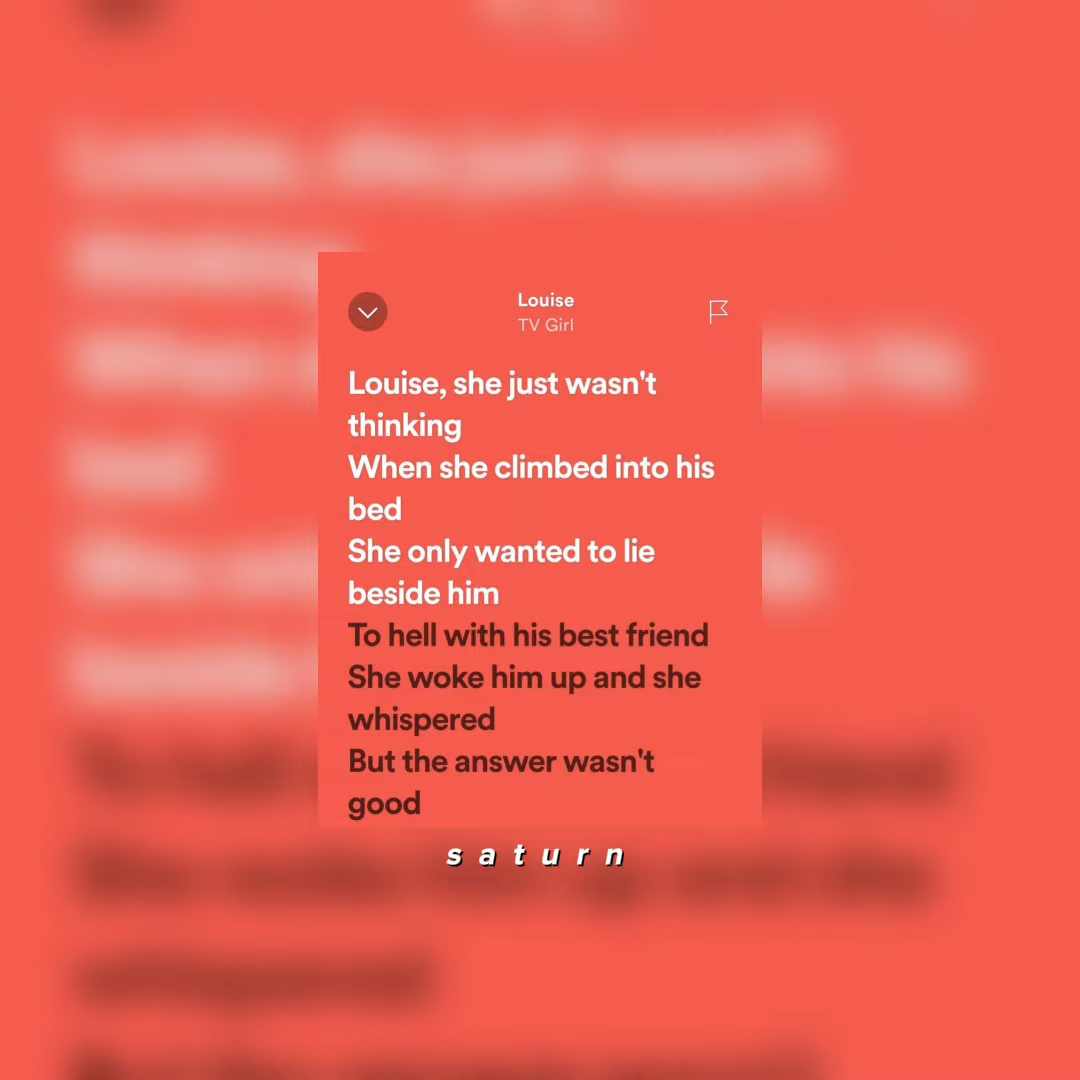 Louise
TV Girl
Louise, she just wasn't
thinking
When she climbed into his
bed
She only wanted to lie
beside him
To hell with his best friend
She woke him up and she
whispered
But the answer wasn't
good
saturn